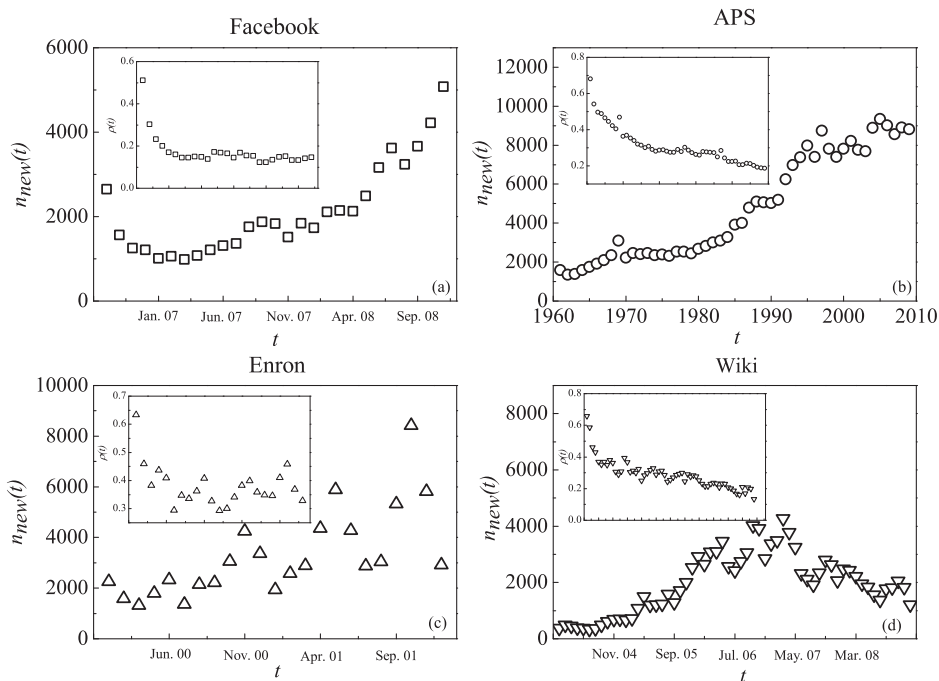 Facebook
6000
4000
2000
0
n_new(t)
0.6
0.4
0.2
0.0
ρ(t)
Jan. 07 Jun. 07 Nov. 07 Apr. 08 Sep. 08
t
(a)
APS
12000
10000
8000
6000
4000
2000
0
n_new(t)
0.8
0.6
0.4
0.2
ρ(t)
1960 1970 1980 1990 2000 2010
t
(b)
Enron
10000
8000
6000
4000
2000
0
n_new(t)
0.7
0.6
0.5
0.4
0.3
ρ(t)
Jun. 00 Nov. 00 Apr. 01 Sep. 01
t
(c)
Wiki
8000
6000
4000
2000
0
n_new(t)
0.8
0.6
0.4
0.2
0.0
ρ(t)
Nov. 04 Sep. 05 Jul. 06 May. 07 Mar. 08
t
(d)